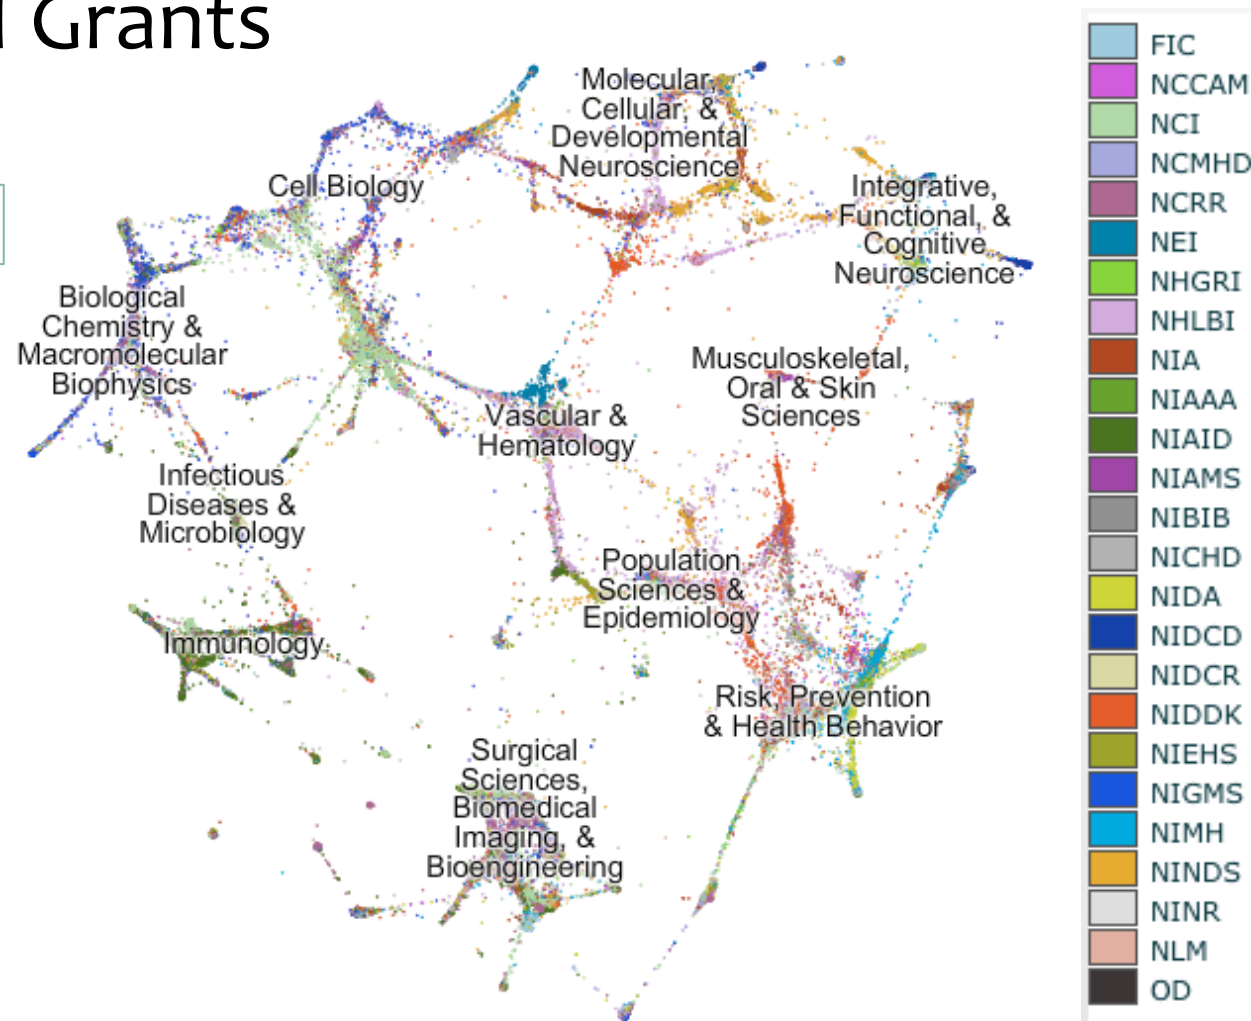 Grants
Molecular,
Cellular, &
Developmental
Neuroscience
Cell Biology
Integrative,
Functional, &
Cognitive
Neuroscience
Biological
Chemistry &
Macromolecular
Biophysics
Musculoskeletal,
Oral & Skin
Sciences
Vascular &
Hematology
Infectious
Diseases &
Microbiology
Population
Sciences &
Epidemiology
Immunology
Risk, Prevention
& Health Behavior
Surgical
Sciences,
Biomedical
Imaging, &
Bioengineering
FIC
NCCAM
NCI
NCMHD
NCRR
NEI
NHGRI
NHLBI
NIA
NIAAA
NIAID
NIAMS
NIBIB
NICHD
NIDA
NIDCD
NIDCR
NIDDK
NIEHS
NIGMS
NIMH
NINDS
NINR
NLM
OD